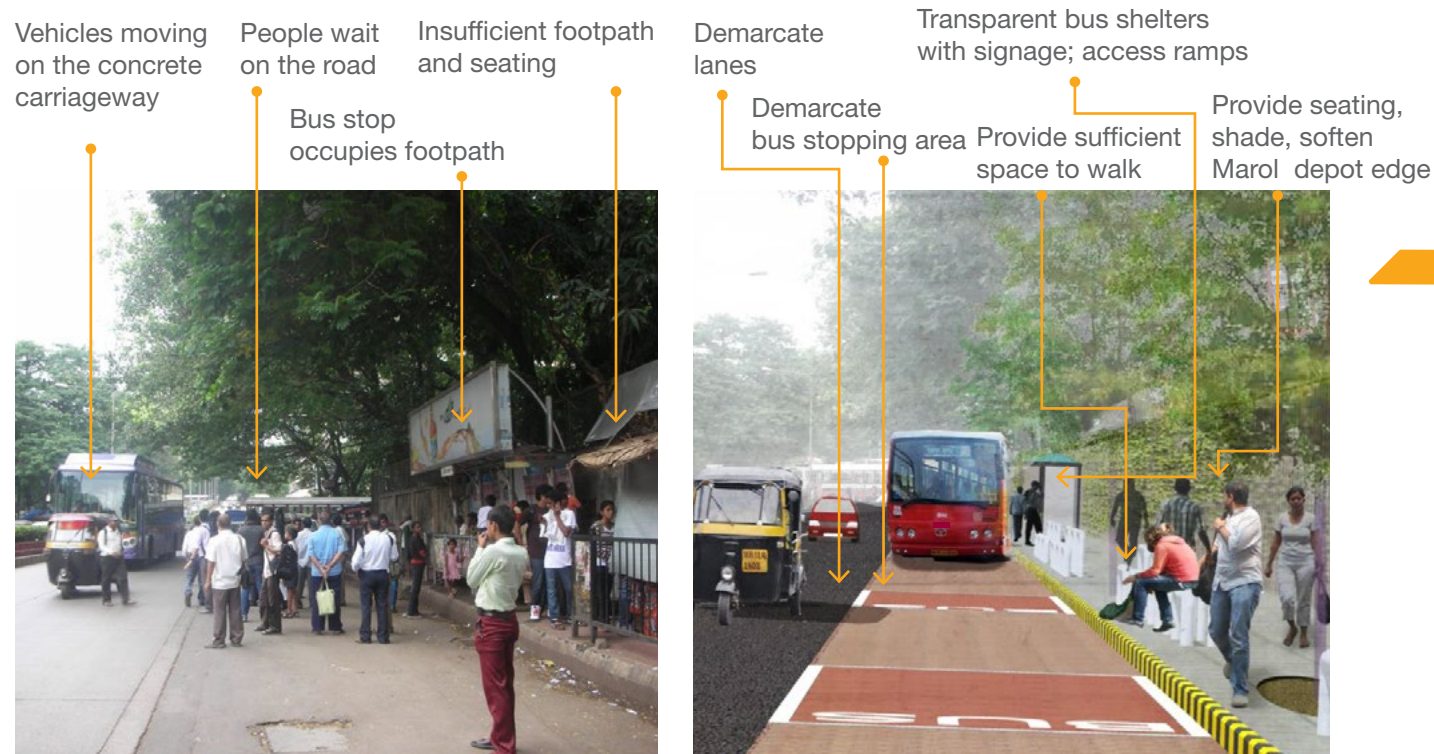 Vehicles moving
on the concrete
carriageway
People wait
on the road
Insufficient footpath
and seating
Bus stop
occupies footpath
Demarcate
lanes
Demarcate
bus stopping area
Transparent bus shelters
with signage; access ramps
Provide sufficient
space to walk
Provide seating,
shade, soften
Marol depot edge
BUS
BUS